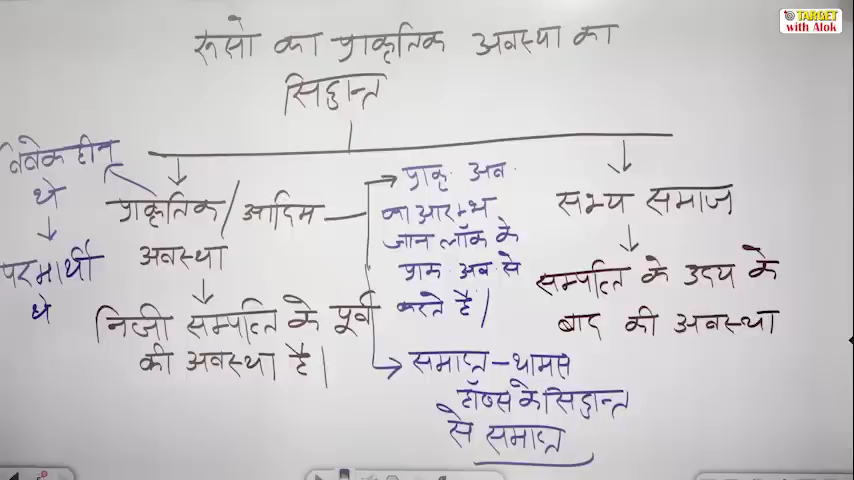 TARGET
with Alok
रूसो का प्राकृतिक अवस्था का
सिद्धान्त
विवेकहीन
थे
परमार्थी
थे
प्राकृतिक / आदिम
अवस्था
निजी सम्पत्ति के पूर्व
की अवस्था है|
प्राकृ अव.
का आरम्भ
जान लॉक के
प्राक अव से
करते है|
समाप्त - थामस
हॉब्स के सिद्धान्त
से समाप्त
सभ्य समाज
सम्पत्ति के उदय के
बाद की अवस्था